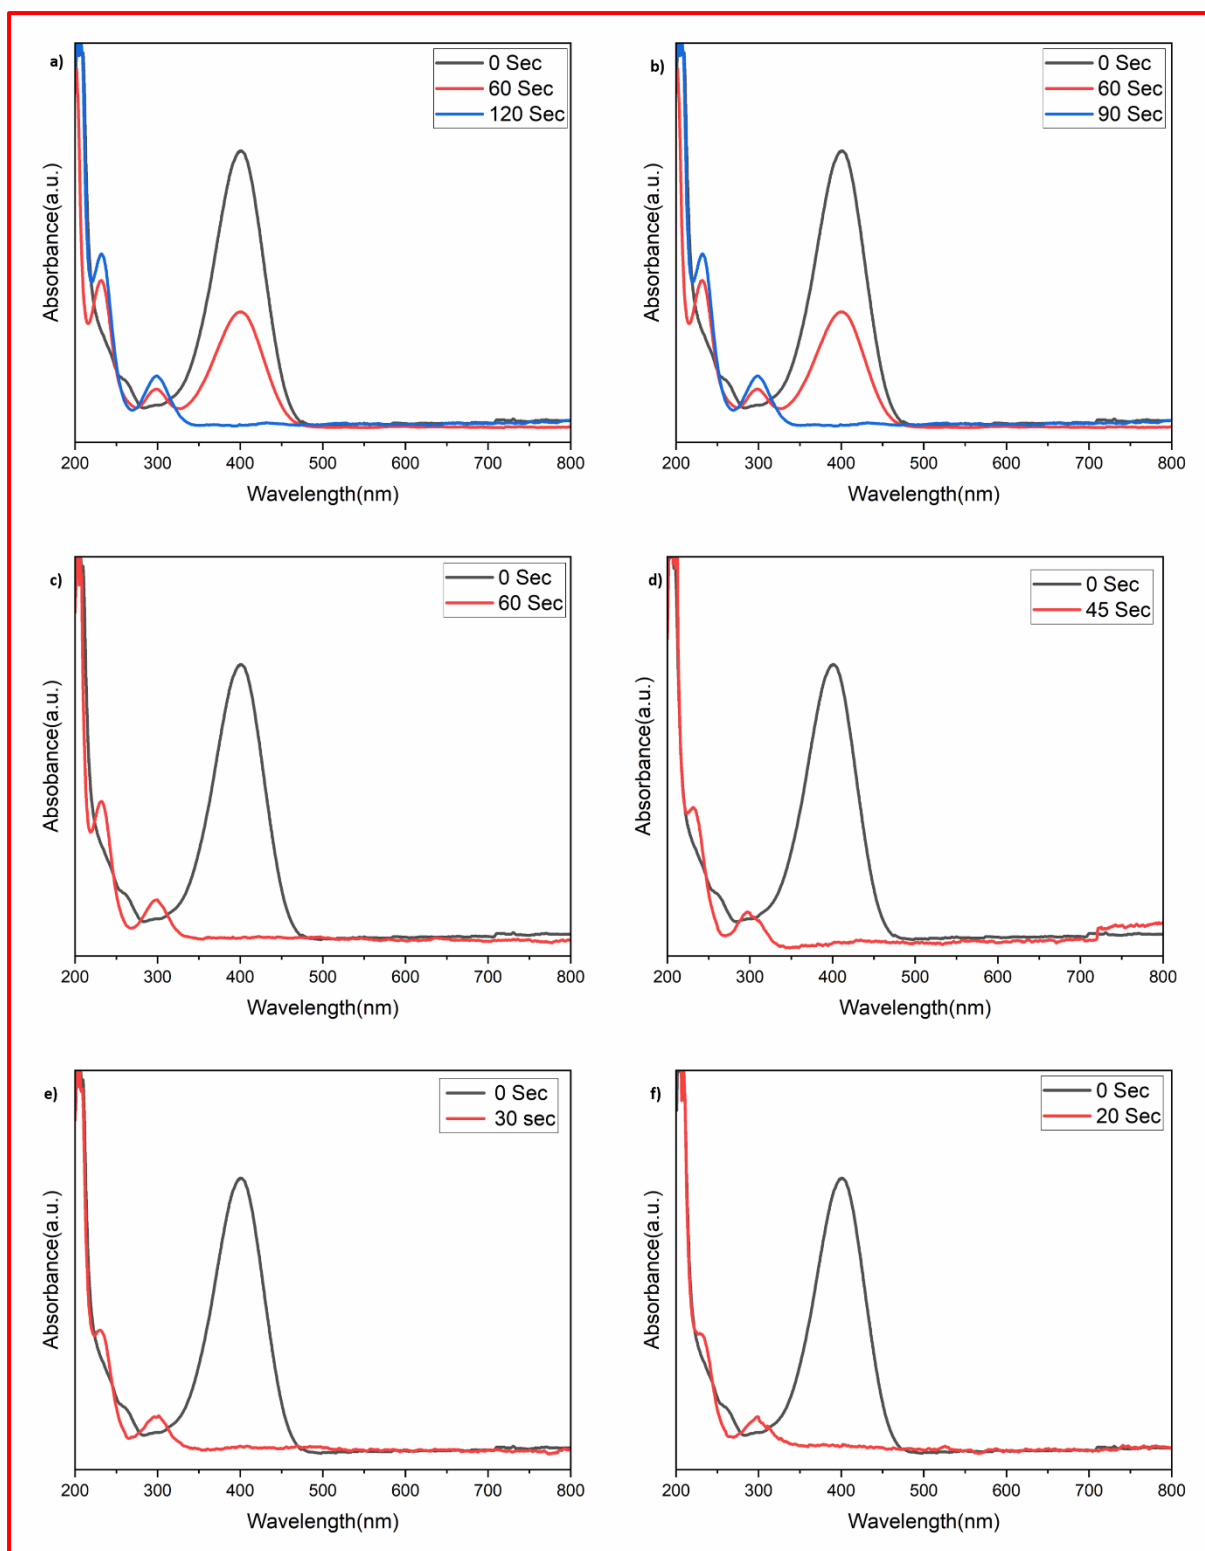 a)
0 Sec
60 Sec
120 Sec
Absorbance(a.u.)
200 300 400 500 600 700 800
Wavelength(nm)
b)
0 Sec
60 Sec
90 Sec
Absorbance(a.u.)
200 300 400 500 600 700 800
Wavelength(nm)
c)
0 Sec
60 Sec
Absobance(a.u.)
200 300 400 500 600 700 800
Wavelength(nm)
d)
0 Sec
45 Sec
Absorbance(a.u.)
200 300 400 500 600 700 800
Wavelength(nm)
e)
0 Sec
30 sec
Absorbance(a.u.)
200 300 400 500 600 700 800
Wavelength(nm)
f)
0 Sec
20 Sec
Absorbance(a.u.)
200 300 400 500 600 700 800
Wavelength(nm)